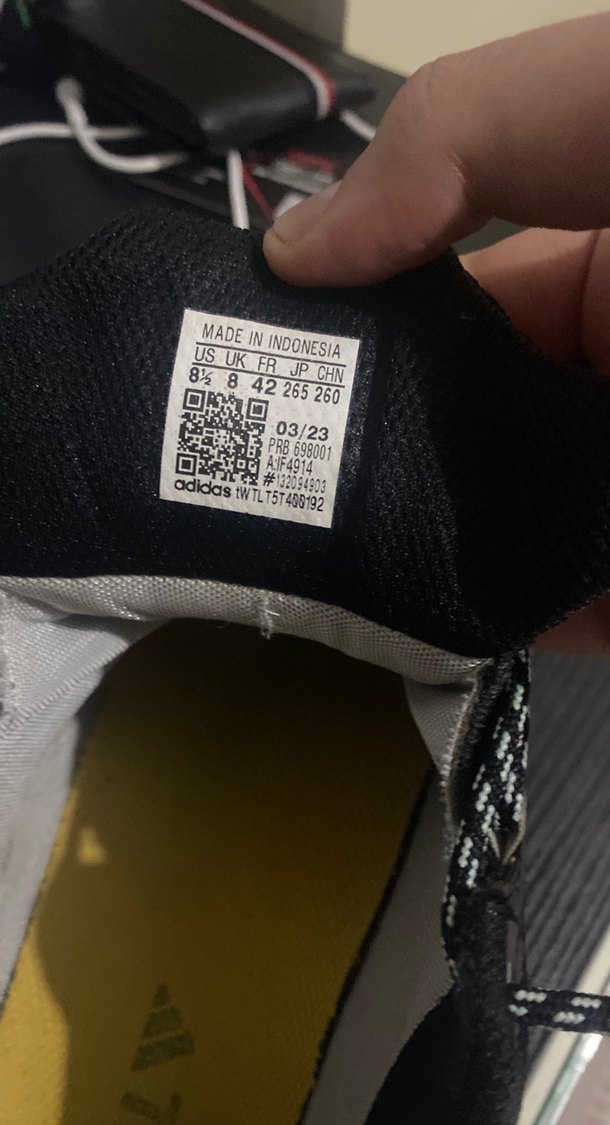 MADE IN INDONESIA
US UK FR JP CHN
8½ 8 42 265 260
03/23
PRB 698001
A:IF4914
#132094903
adidas tWTLT5T400192